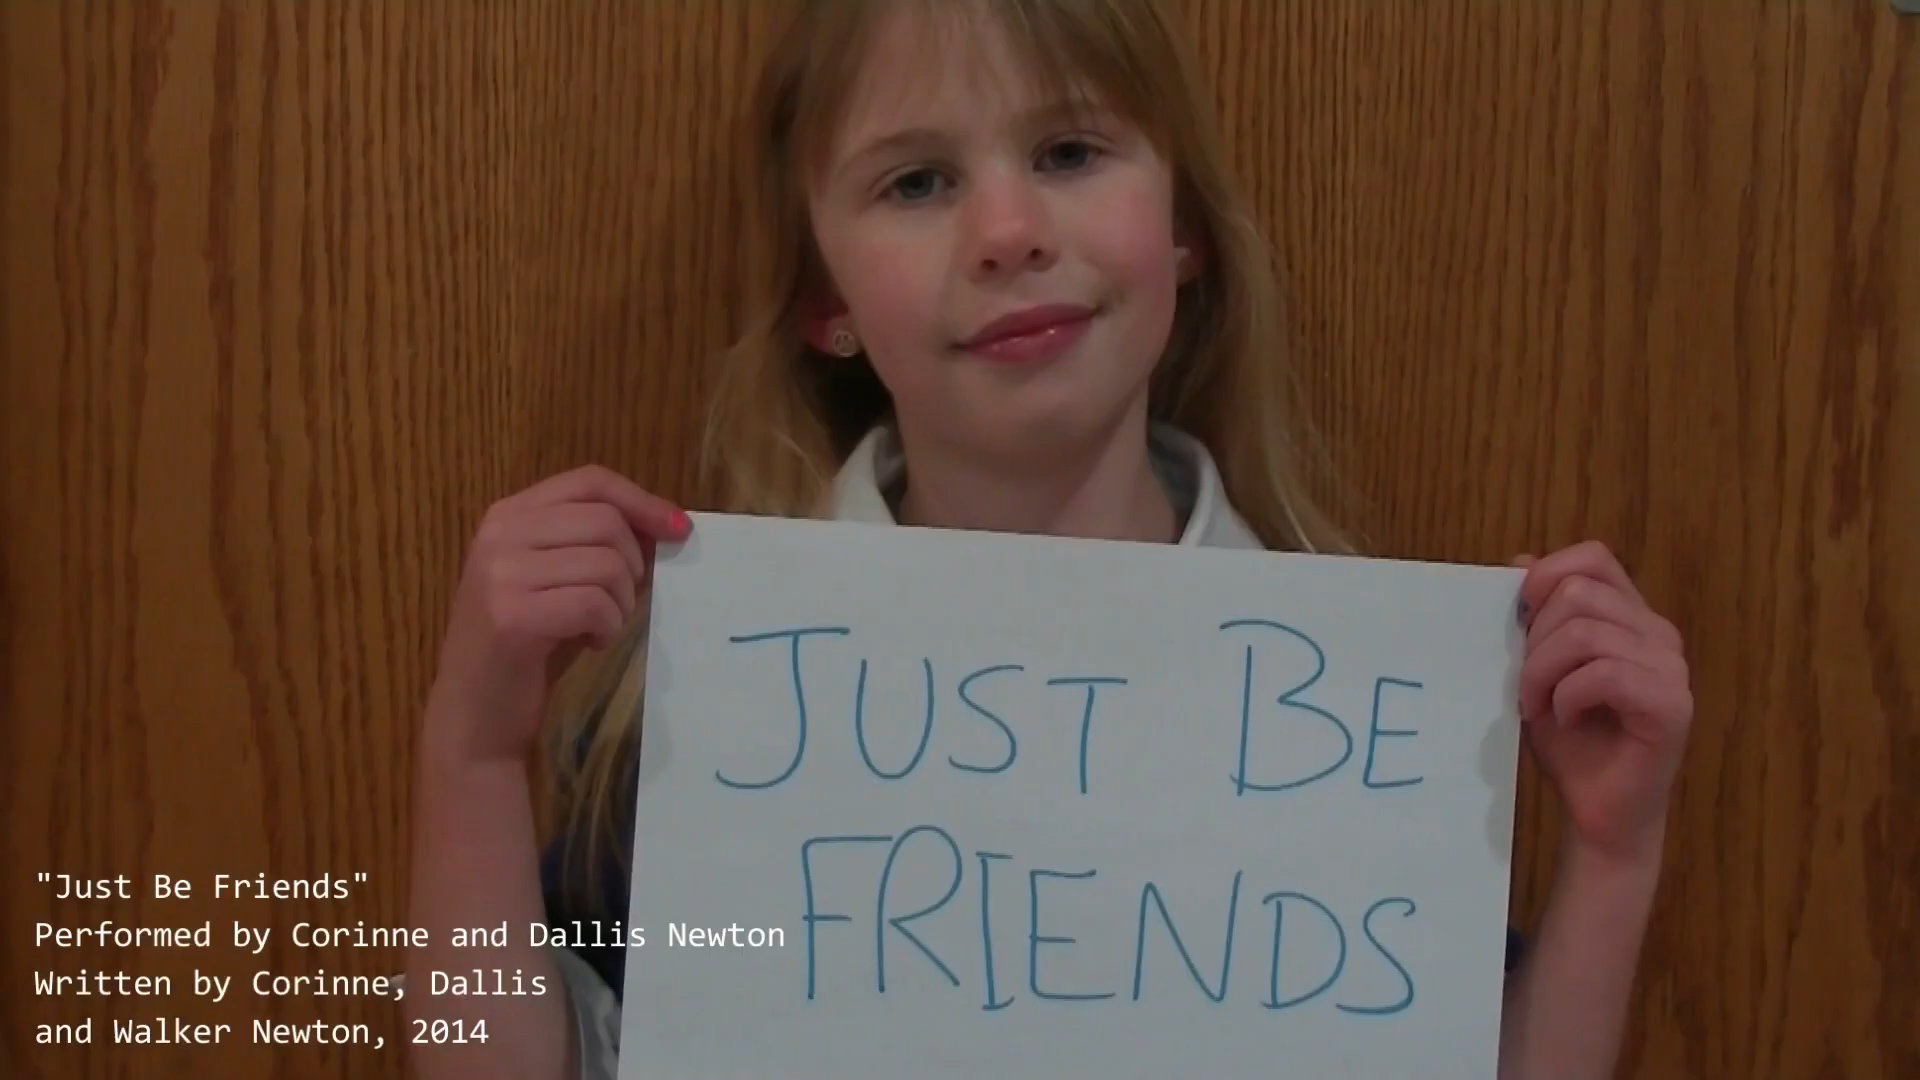 JUST BE
FRIENDS
"Just Be Friends"
Performed by Corinne and Dallis Newton
Written by Corinne, Dallis
and Walker Newton, 2014